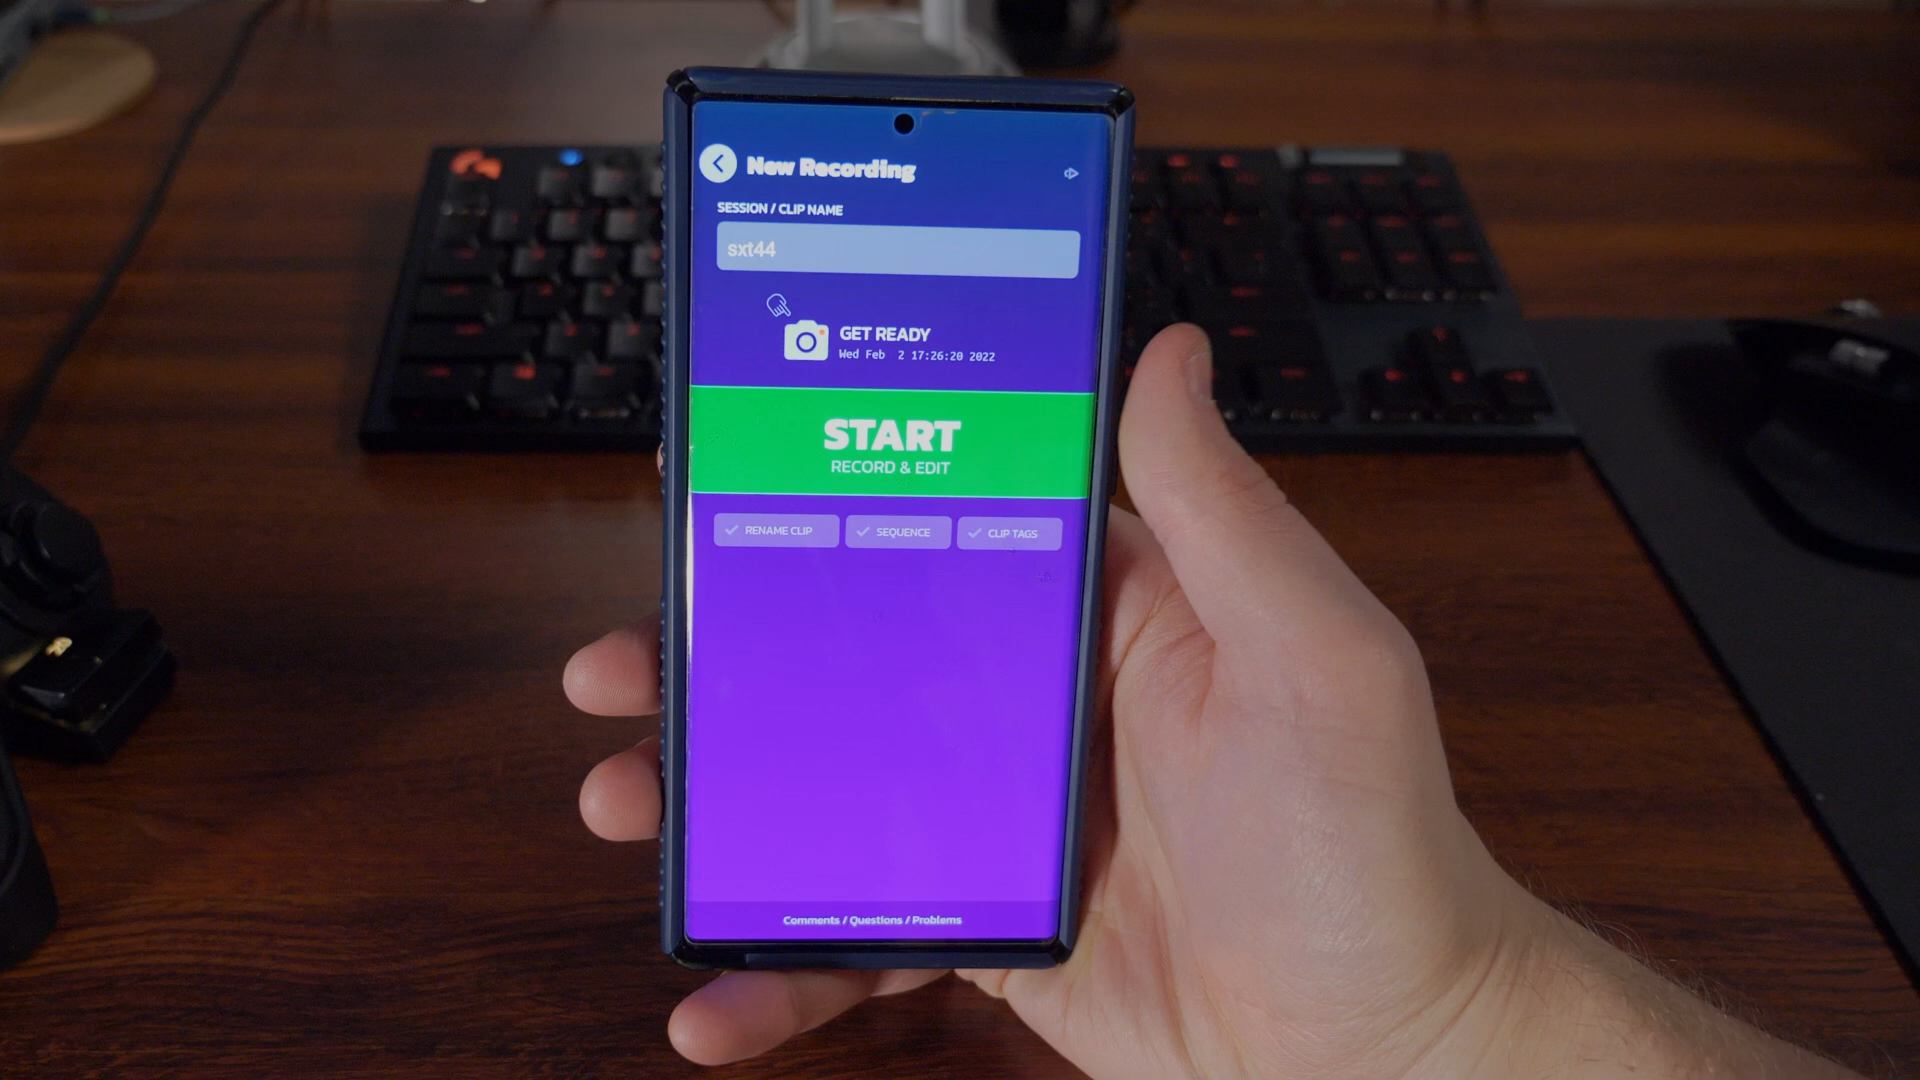 New Recording
SESSION / CLIP NAME
sxt44
GET READY
Wed Feb  2 17:26:20 2022
START
RECORD & EDIT
RENAME CLIP
SEQUENCE
CLIP TAGS
Comments / Questions / Problems